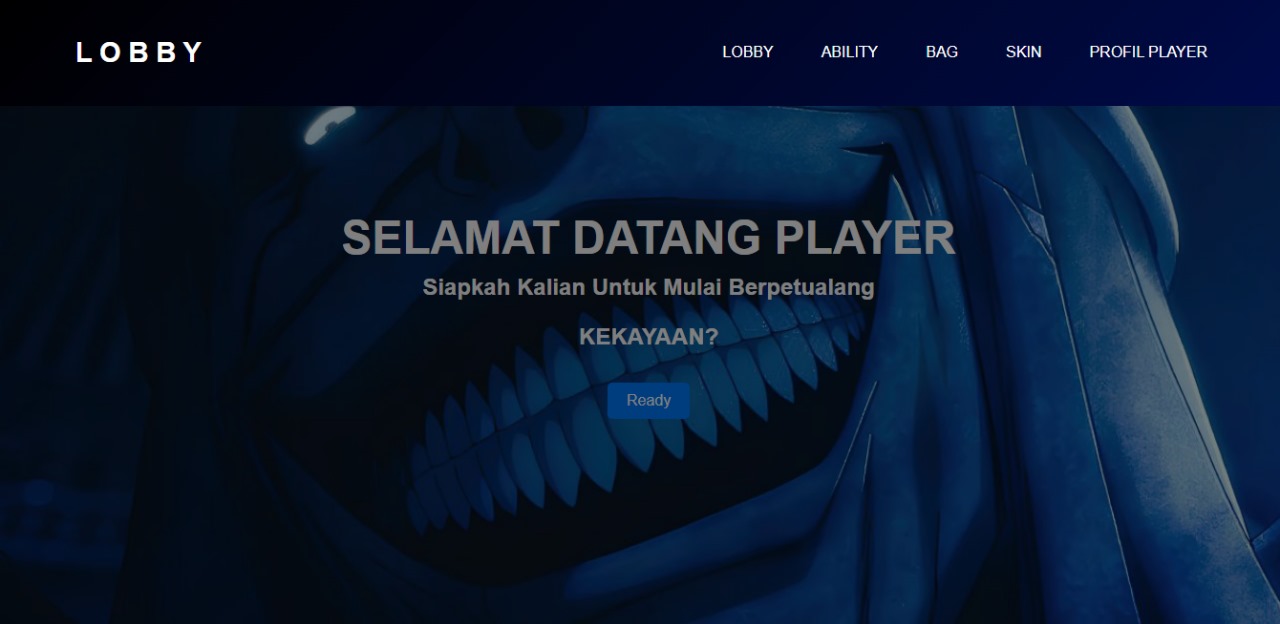 LOBBY
LOBBY ABILITY BAG SKIN PROFIL PLAYER
SELAMAT DATANG PLAYER
Siapkah Kalian Untuk Mulai Berpetualang
KEKAYAAN?
Ready